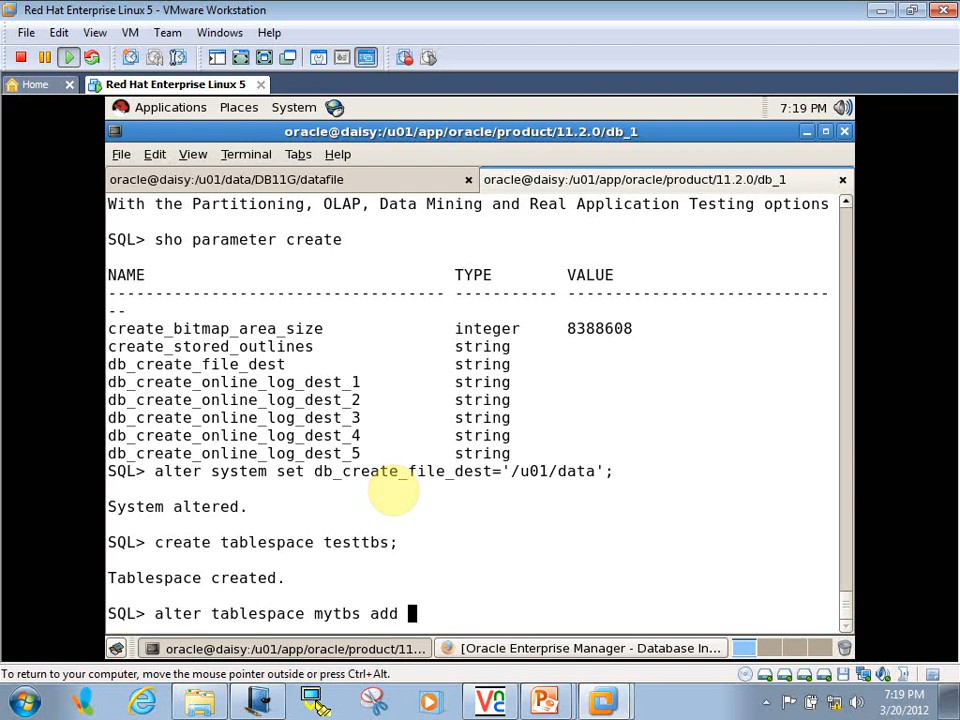 Red Hat Enterprise Linux 5 - VMware Workstation
File Edit View VM Team Windows Help
Home Red Hat Enterprise Linux 5
Applications Places System 7:19 PM
oracle@daisy:/u01/app/oracle/product/11.2.0/db_1
File Edit View Terminal Tabs Help
oracle@daisy:/u01/data/DB11G/datafile oracle@daisy:/u01/app/oracle/product/11.2.0/db_1
With the Partitioning, OLAP, Data Mining and Real Application Testing options
SQL> sho parameter create
NAME TYPE VALUE
------------------------------------ ----------- ----------------------------
--
create_bitmap_area_size integer 8388608
create_stored_outlines string
db_create_file_dest string
db_create_online_log_dest_1 string
db_create_online_log_dest_2 string
db_create_online_log_dest_3 string
db_create_online_log_dest_4 string
db_create_online_log_dest_5 string
SQL> alter system set db_create_file_dest='/u01/data';
System altered.
SQL> create tablespace testtbs;
Tablespace created.
SQL> alter tablespace mytbs add
oracle@daisy:/u01/app/oracle/product/11... [Oracle Enterprise Manager - Database In...
To return to your computer, move the mouse pointer outside or press Ctrl+Alt.
7:19 PM
3/20/2012